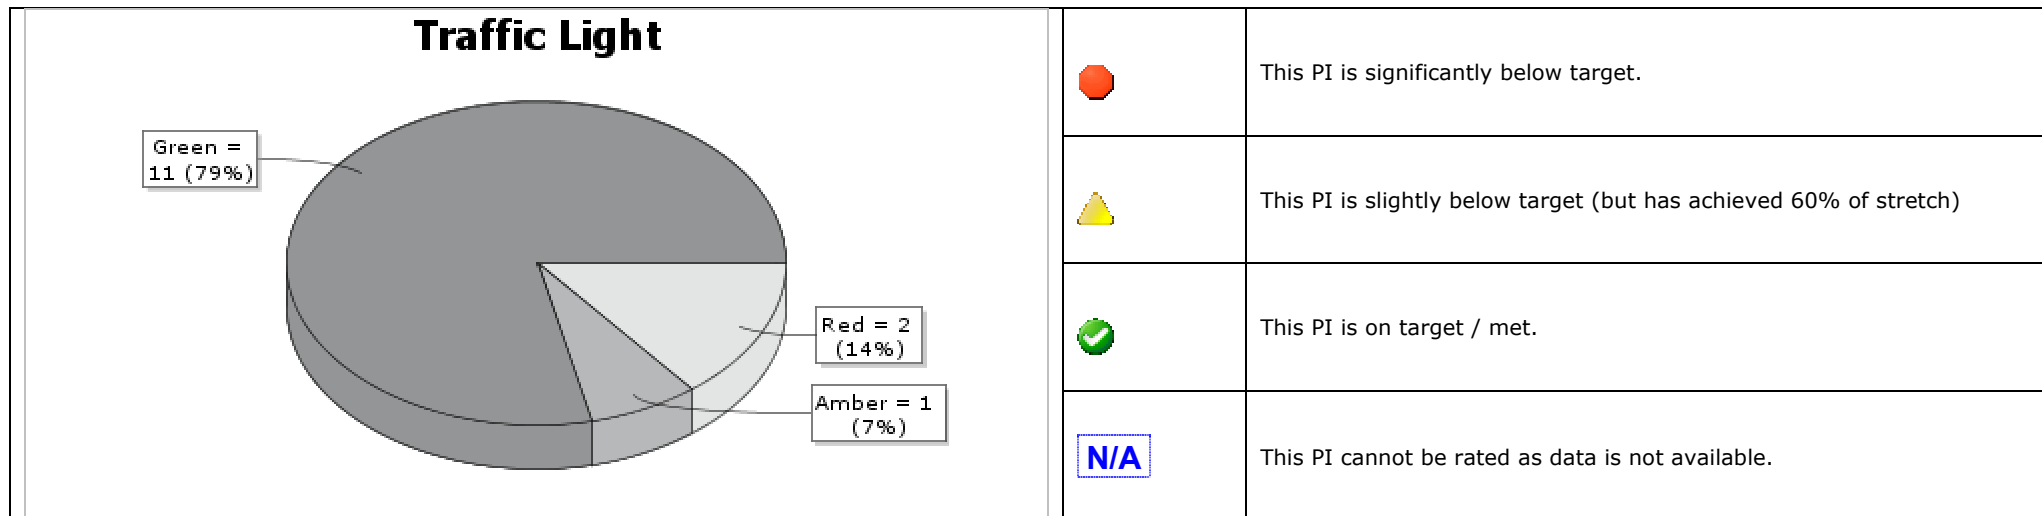 Traffic Light
Green =
11 (79%)
Red = 2
(14%)
Amber = 1
(7%)
This PI is significantly below target.
This PI is slightly below target (but has achieved 60% of stretch)
This PI is on target / met.
N/A
This PI cannot be rated as data is not available.